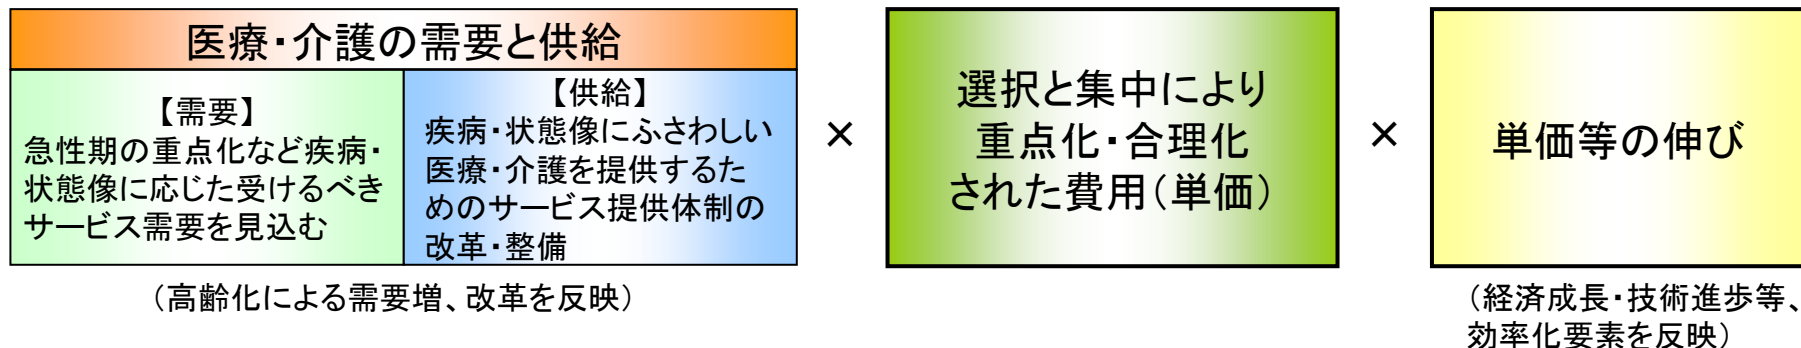 医療・介護の需要と供給
【需要】
急性期の重点化など疾病・
状態像に応じた受けるべき
サービス需要を見込む
【供給】
疾病・状態像にふさわしい
医療・介護を提供するた
めのサービス提供体制の
改革・整備
（高齢化による需要増、改革を反映）
×
選択と集中により
重点化・合理化
された費用（単価）
×
単価等の伸び
（経済成長・技術進歩等、
効率化要素を反映）